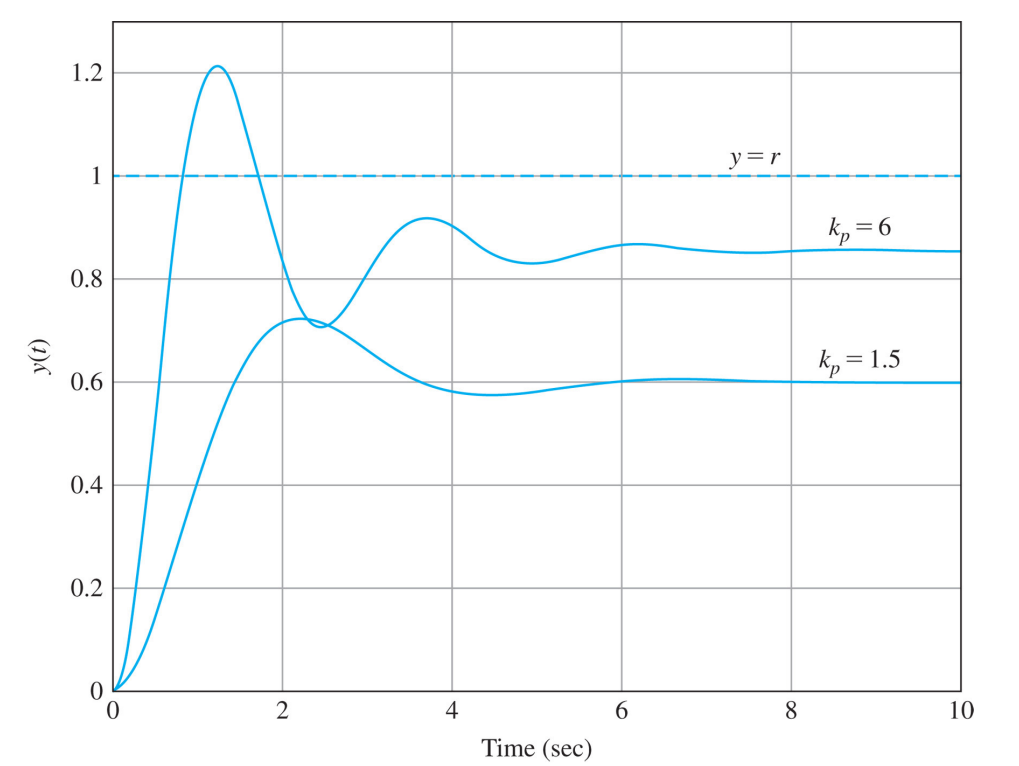 1.2
y = r
1
k_p = 6
0.8
y(t)
k_p = 1.5
0.6
0.4
0.2
0
0 2 4 6 8 10
Time (sec)